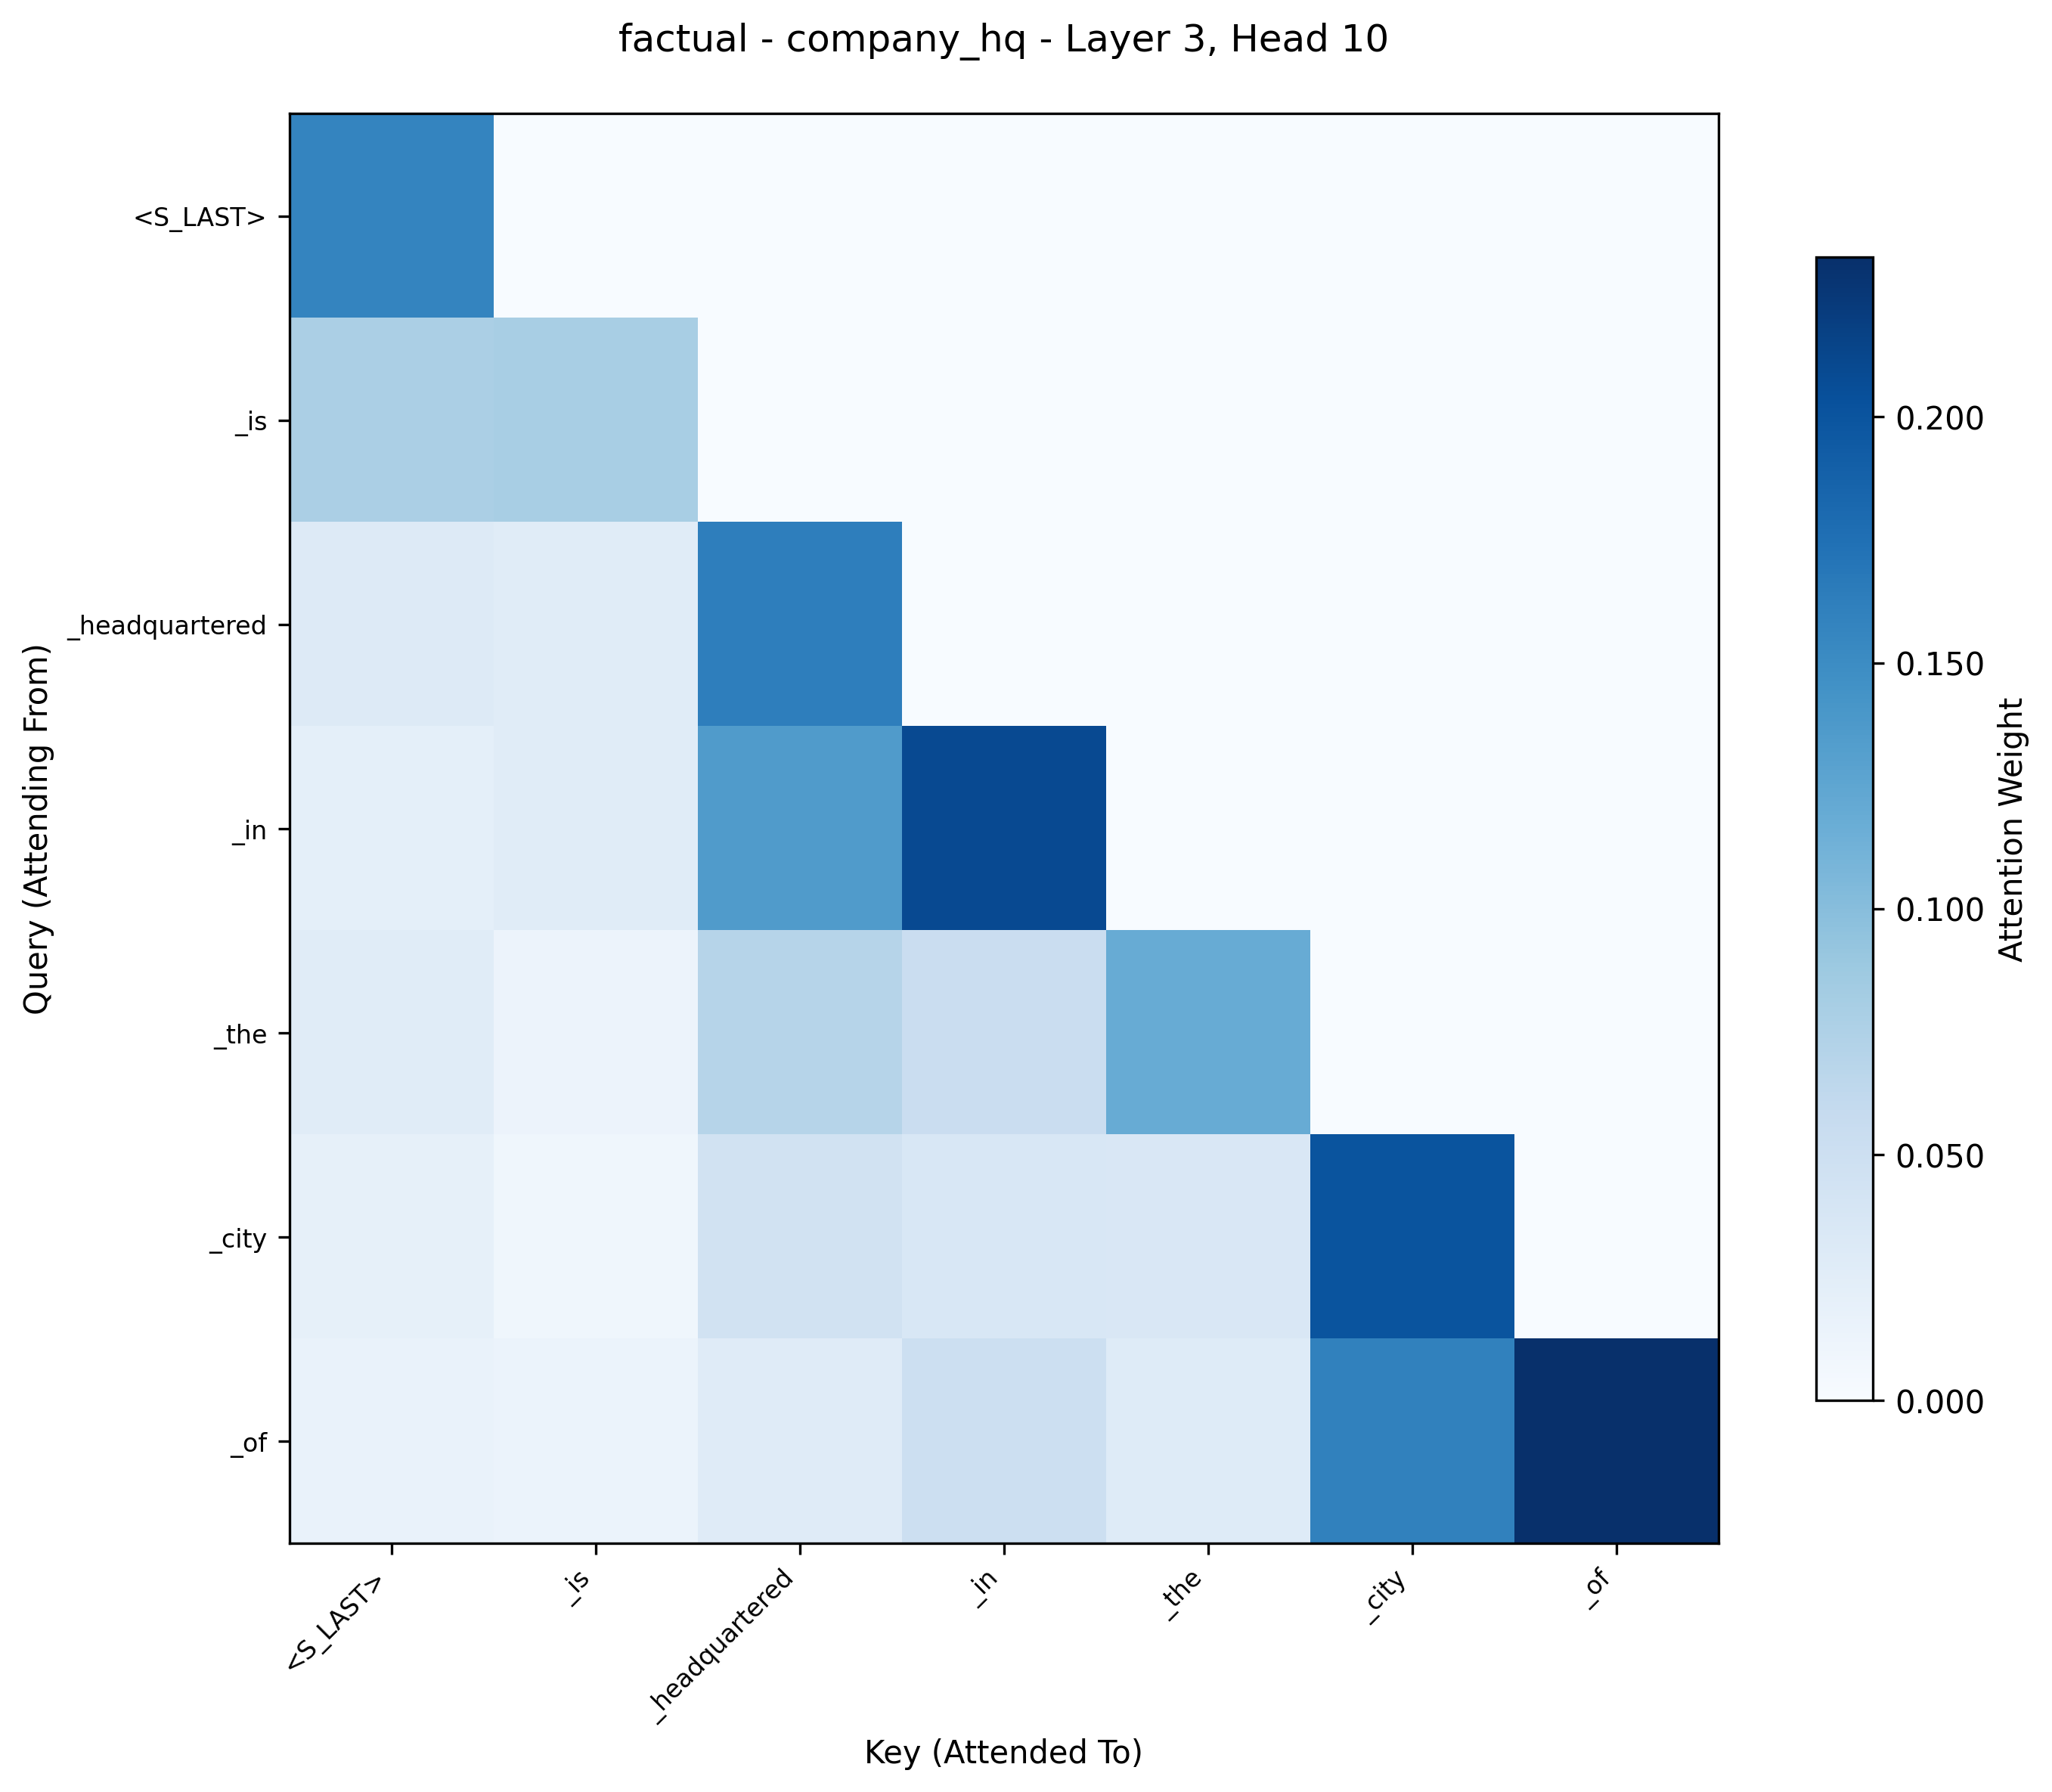 factual - company_hq - Layer 3, Head 10
Query (Attending From)
<S_LAST>
_is
_headquartered
_in
_the
_city
_of
<S_LAST>
_is
_headquartered
_in
_the
_city
_of
Key (Attended To)
0.200
0.150
0.100
0.050
0.000
Attention Weight